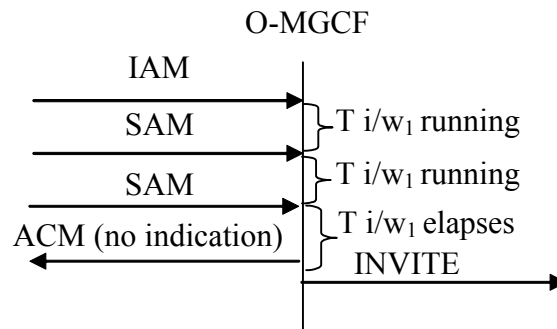 O-MGCF
IAM
T i/w₁ running
SAM
T i/w₁ running
SAM
T i/w₁ elapses
ACM (no indication)
INVITE